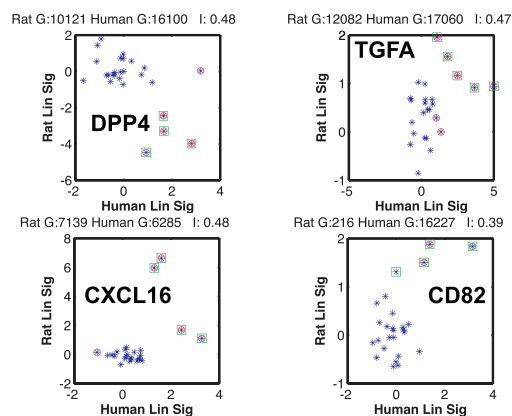 Rat G:10121 Human G:16100 I: 0.48
Rat G:12082 Human G:17060 I: 0.47
2
0
-2
-4
-6
Rat Lin Sig
DPP4
-4 0 2 4
Human Lin Sig
2
1
0
-1
Rat Lin Sig
TGFA
-5 0 5
Human Lin Sig
Rat G:7139 Human G:6285 I: 0.48
Rat G:216 Human G:16227 I: 0.39
8
6
4
2
0
-2
Rat Lin Sig
CXCL16
-2 0 2 4
Human Lin Sig
2
1
0
-1
Rat Lin Sig
CD82
-2 0 2 4
Human Lin Sig